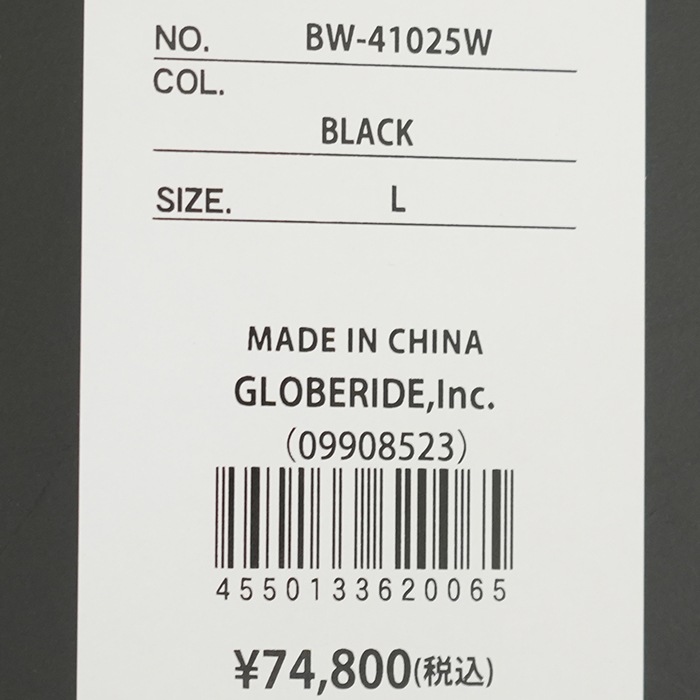 NO. BW-41025W
COL.
BLACK
SIZE. L
MADE IN CHINA
GLOBERIDE,Inc.
(09908523)
4550133620065
¥74,800(税込)